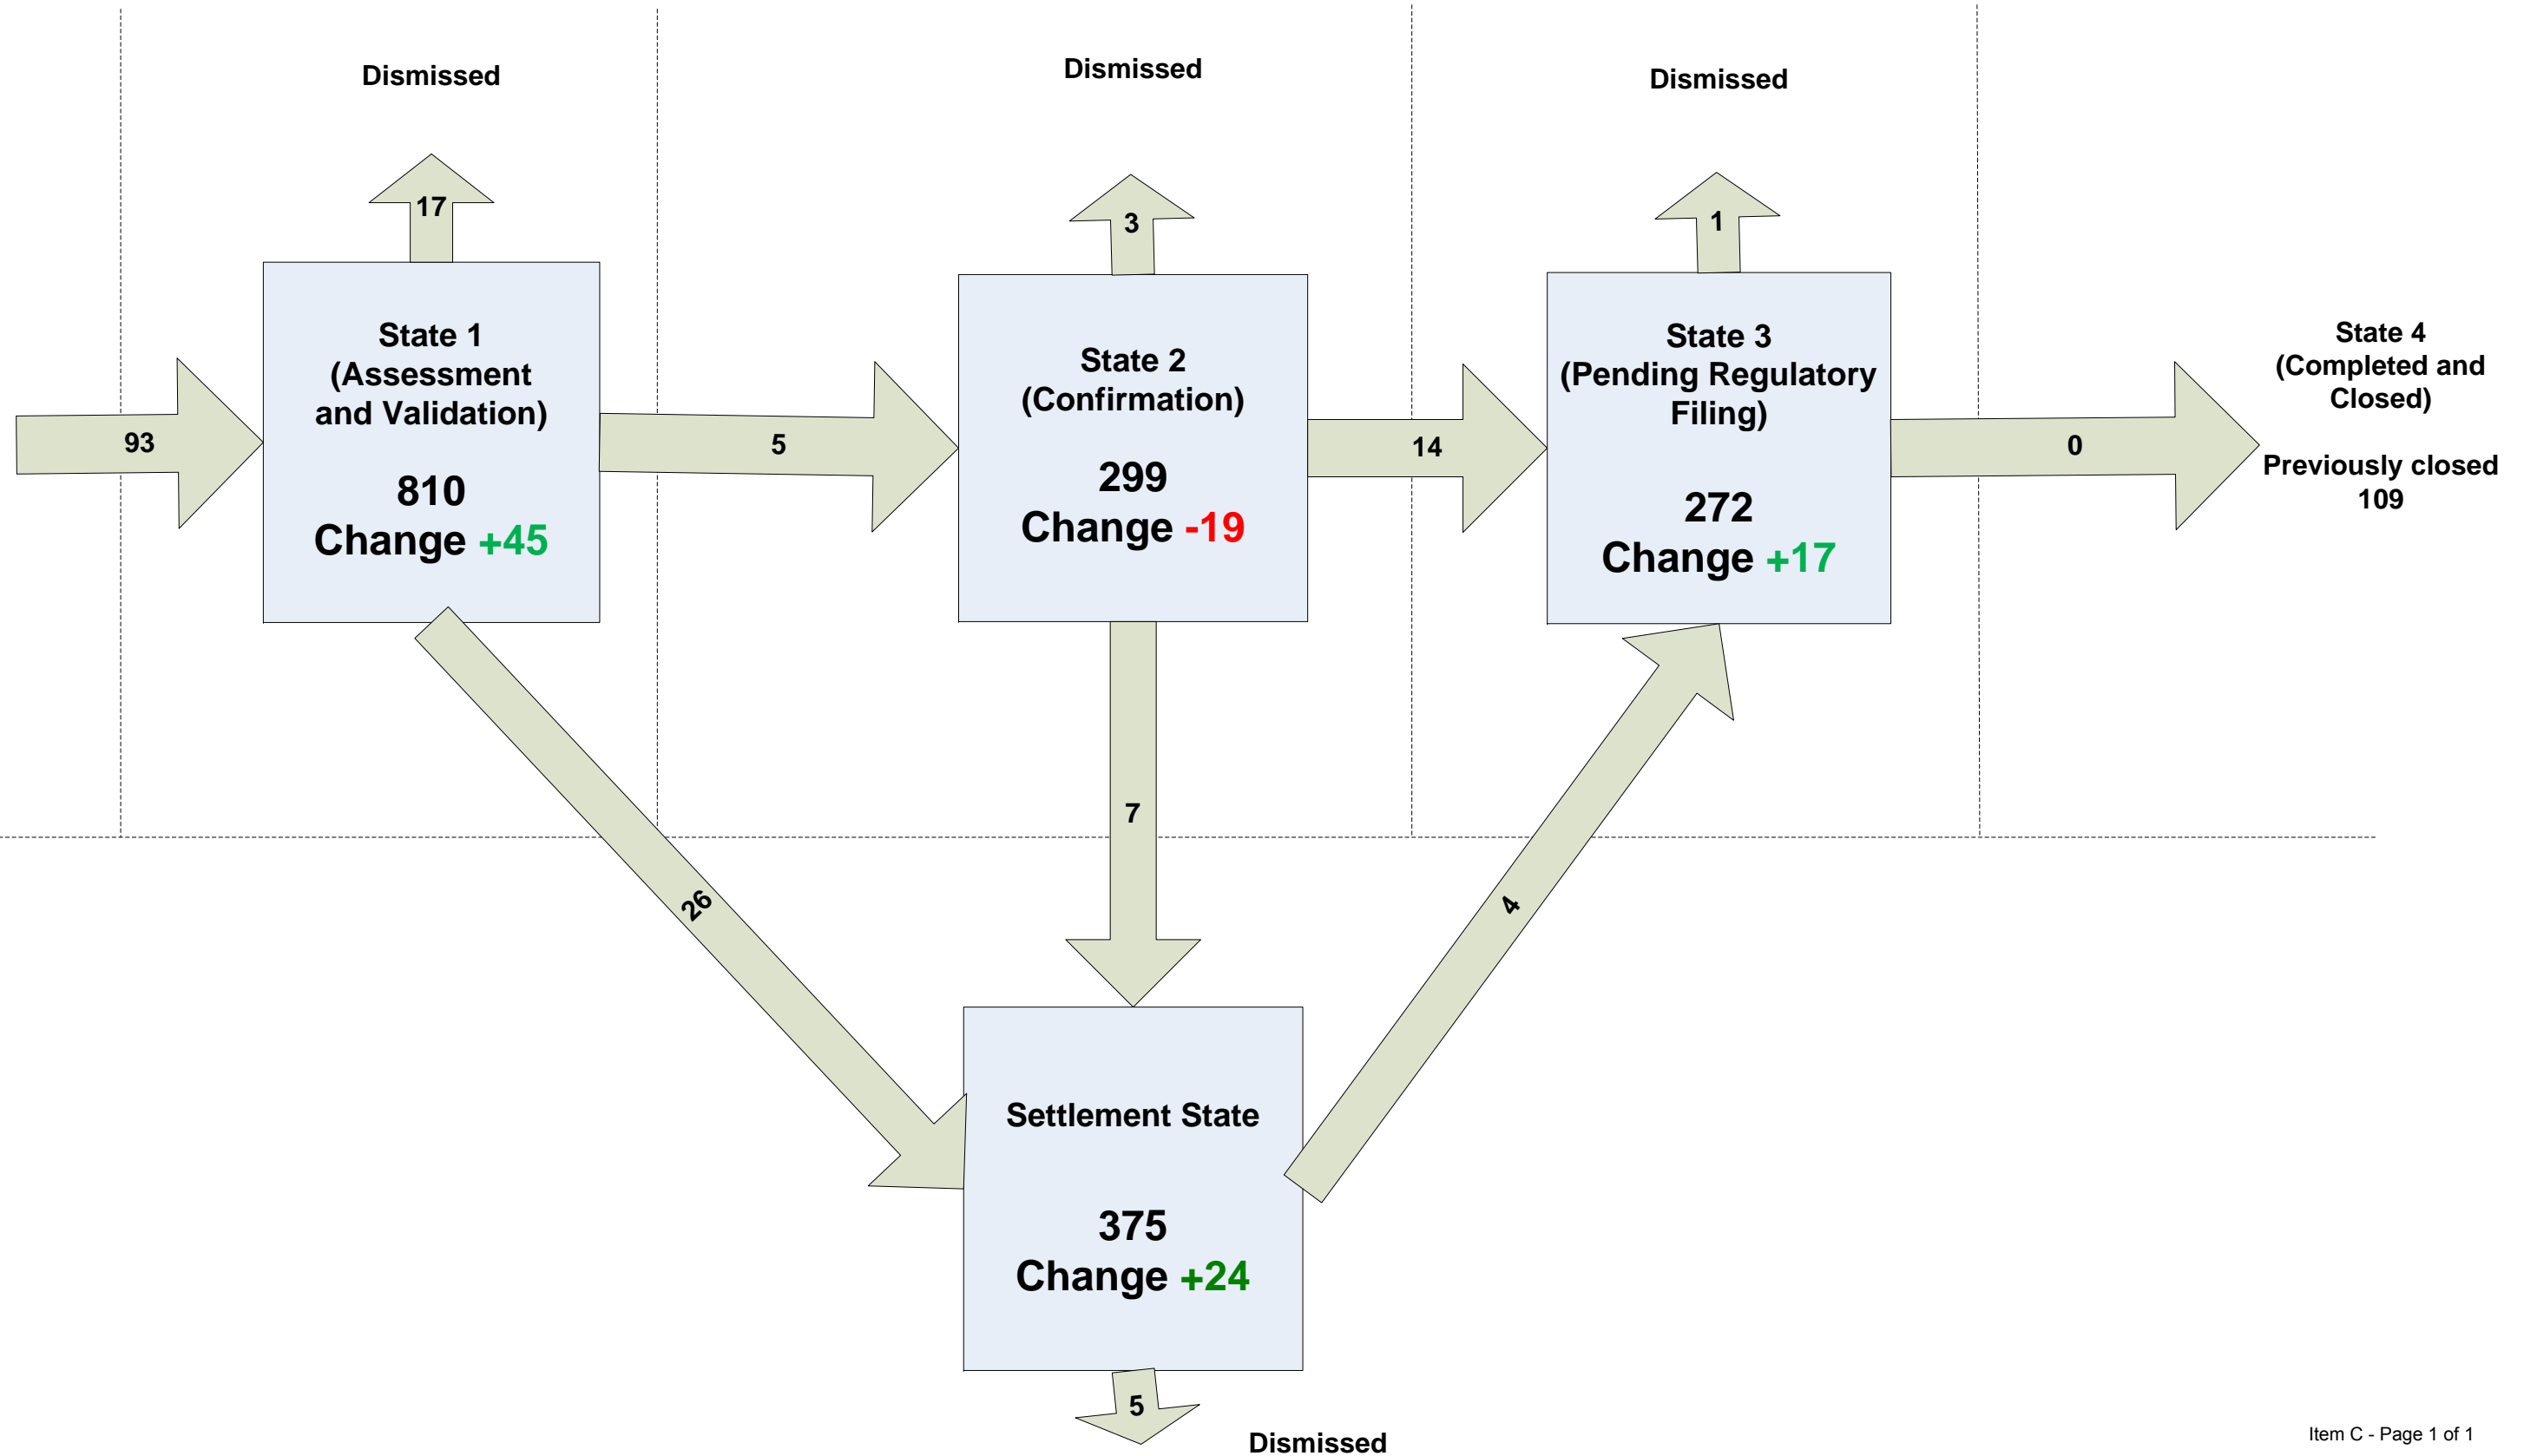 Dismissed
Dismissed
Dismissed
17
3
1
State 1
(Assessment
and Validation)
810
Change +45
State 2
(Confirmation)
299
Change -19
State 3
(Pending Regulatory
Filing)
272
Change +17
State 4
(Completed and
Closed)
Previously closed
109
93
5
14
0
7
26
4
Settlement State
375
Change +24
5
Dismissed
Item C - Page 1 of 1